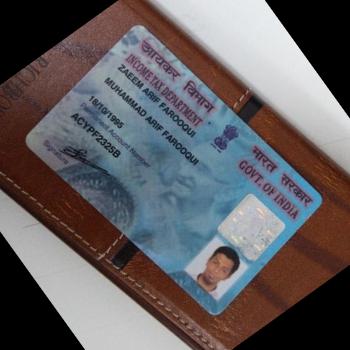 आयकर विभाग
INCOME TAX DEPARTMENT
ZAEEM ARIF FAROOQUI
MUHAMMAD ARIF FAROOQUI
18/10/1995
Permanent Account Number
ACYPF2325B
Signature
भारत सरकार
GOVT. OF INDIA